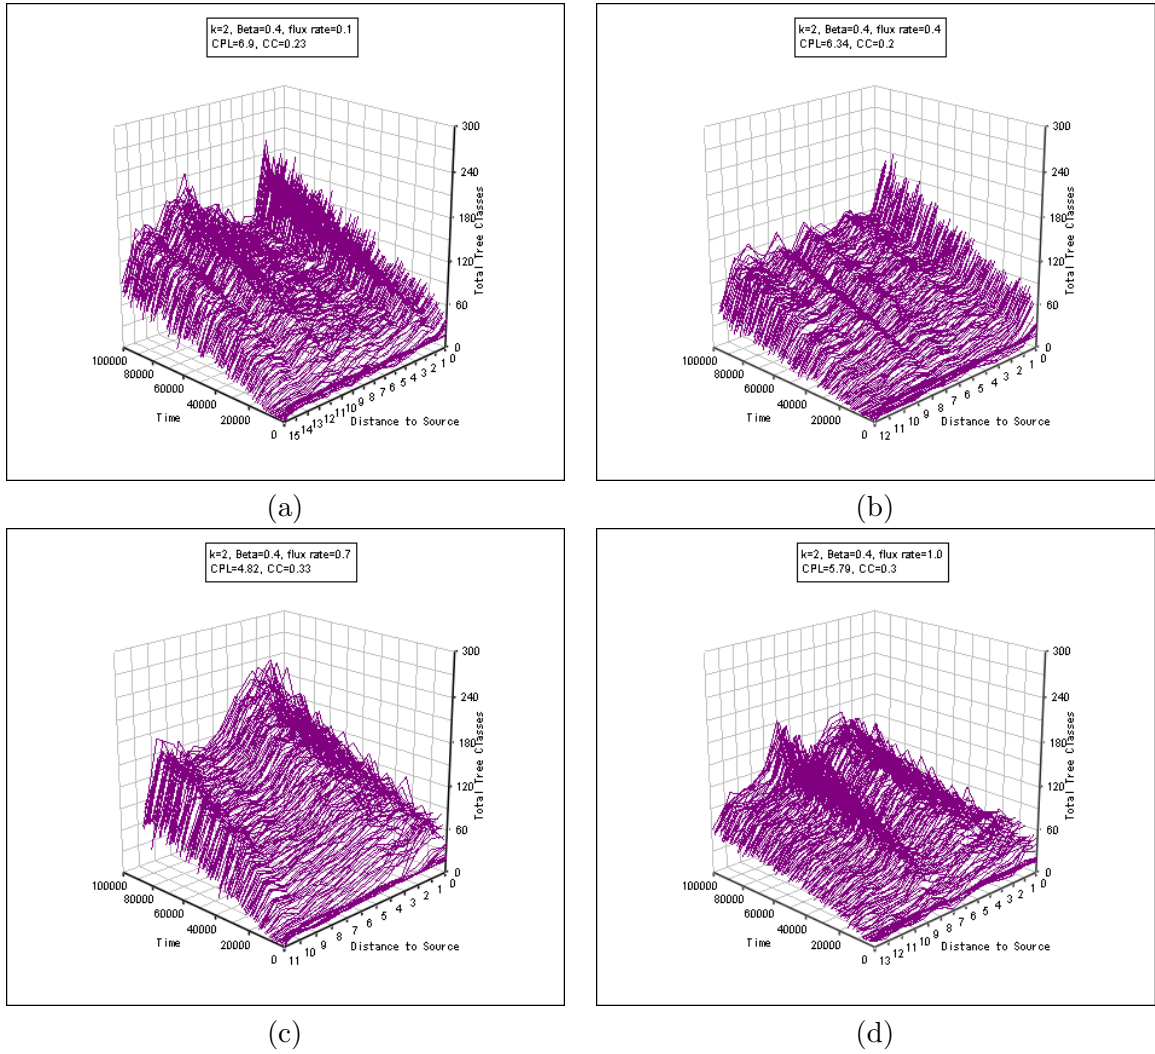 k=2, Beta=0.4, flux rate=0.1
CPL=6.9, CC=0.23
300
240
180
120
60
0
Total Tree Classes
100000
80000
60000
40000
20000
0
Time
15 14 13 12 11 10 9 8 7 6 5 4 3 2 1 0
Distance to Source
(a)
k=2, Beta=0.4, flux rate=0.4
CPL=6.34, CC=0.2
300
240
180
120
60
0
Total Tree Classes
100000
80000
60000
40000
20000
0
Time
12 11 10 9 8 7 6 5 4 3 2 1 0
Distance to Source
(b)
k=2, Beta=0.4, flux rate=0.7
CPL=4.82, CC=0.33
300
240
180
120
60
0
Total Tree Classes
100000
80000
60000
40000
20000
0
Time
11 10 9 8 7 6 5 4 3 2 1 0
Distance to Source
(c)
k=2, Beta=0.4, flux rate=1.0
CPL=5.79, CC=0.3
300
240
180
120
60
0
Total Tree Classes
100000
80000
60000
40000
20000
0
Time
13 12 11 10 9 8 7 6 5 4 3 2 1 0
Distance to Source
(d)